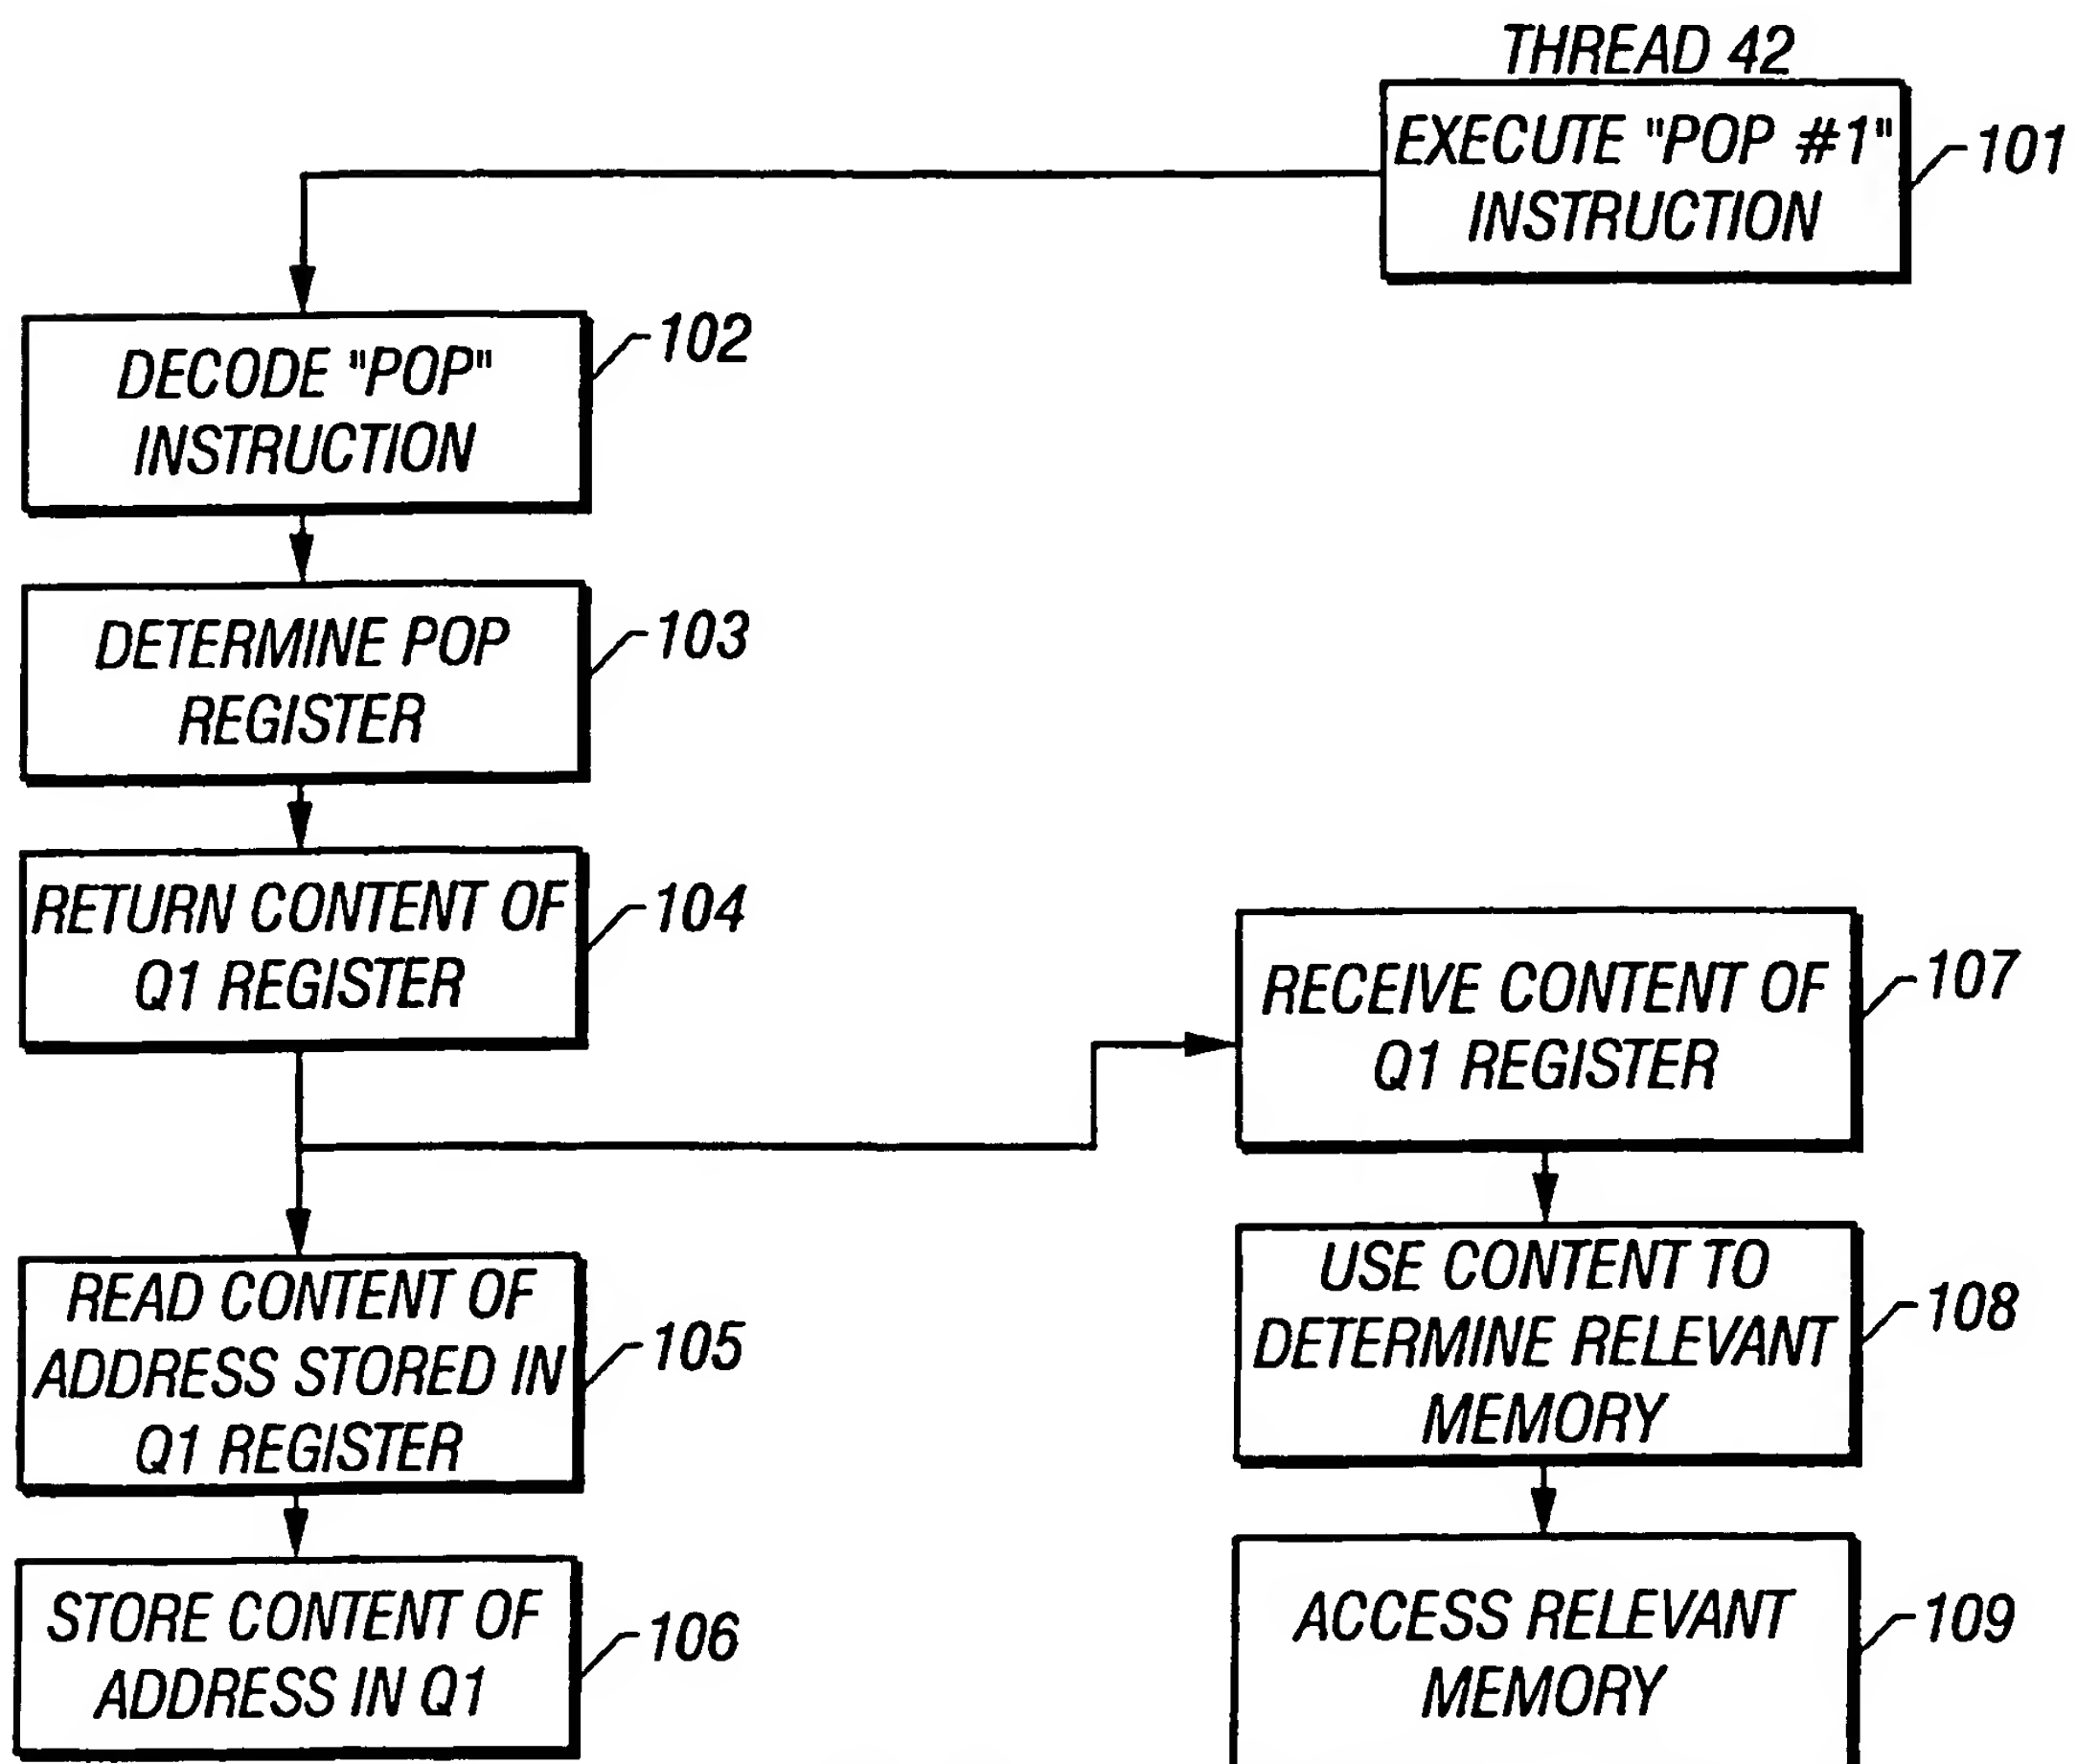 THREAD 42
EXECUTE "POP #1"
INSTRUCTION
101
DECODE "POP"
INSTRUCTION
102
DETERMINE POP
REGISTER
103
RETURN CONTENT OF
Q1 REGISTER
104
READ CONTENT OF
ADDRESS STORED IN
Q1 REGISTER
105
STORE CONTENT OF
ADDRESS IN Q1
106
RECEIVE CONTENT OF
Q1 REGISTER
107
USE CONTENT TO
DETERMINE RELEVANT
MEMORY
108
ACCESS RELEVANT
MEMORY
109